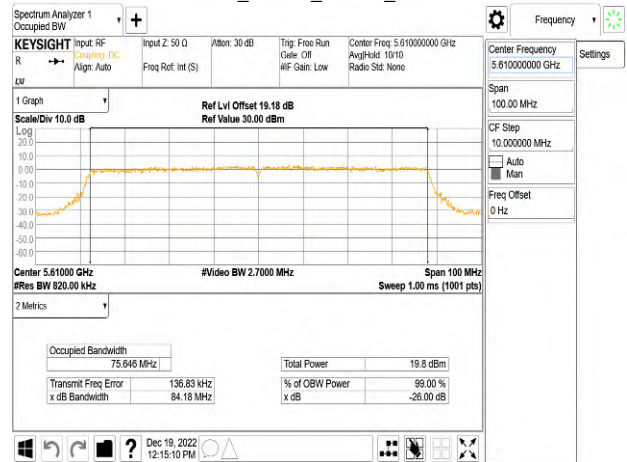 Spectrum Analyzer 1
Occupied BW
+
Frequency
KEYSIGHT
R
Input: RF
Coupling: DC
Align: Auto
Input Z: 50 Ω
Freq Ref: Int (S)
Atten: 30 dB
Trig: Free Run
Gate: Off
#IF Gain: Low
Center Freq: 5.610000000 GHz
Avg|Hold: 10/10
Radio Std: None
Center Frequency
5.610000000 GHz
Settings
Span
100.00 MHz
CF Step
10.000000 MHz
Auto
Man
Freq Offset
0 Hz
1 Graph
Scale/Div 10.0 dB
Ref Lvl Offset 19.18 dB
Ref Value 30.00 dBm
Log
20.0
10.0
0.00
-10.0
-20.0
-30.0
-40.0
-50.0
-60.0
Center 5.61000 GHz
#Video BW 2.7000 MHz
Span 100 MHz
#Res BW 820.00 kHz
Sweep 1.00 ms (1001 pts)
2 Metrics
Occupied Bandwidth
75.646 MHz
Total Power 19.8 dBm
Transmit Freq Error 136.83 kHz
% of OBW Power 99.00 %
x dB Bandwidth 84.18 MHz
x dB -26.00 dB
?
Dec 19, 2022
12:15:10 PM